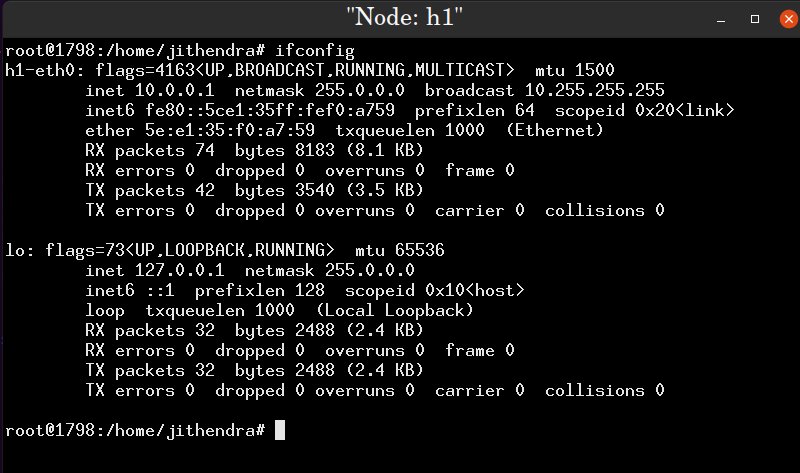 "Node: h1"
root@1798:/home/jithendra# ifconfig
h1-eth0: flags=4163<UP,BROADCAST,RUNNING,MULTICAST>  mtu 1500
        inet 10.0.0.1  netmask 255.0.0.0  broadcast 10.255.255.255
        inet6 fe80::5ce1:35ff:fef0:a759  prefixlen 64  scopeid 0x20<link>
        ether 5e:e1:35:f0:a7:59  txqueuelen 1000  (Ethernet)
        RX packets 74  bytes 8183 (8.1 KB)
        RX errors 0  dropped 0  overruns 0  frame 0
        TX packets 42  bytes 3540 (3.5 KB)
        TX errors 0  dropped 0 overruns 0  carrier 0  collisions 0
lo: flags=73<UP,LOOPBACK,RUNNING>  mtu 65536
        inet 127.0.0.1  netmask 255.0.0.0
        inet6 ::1  prefixlen 128  scopeid 0x10<host>
        loop  txqueuelen 1000  (Local Loopback)
        RX packets 32  bytes 2488 (2.4 KB)
        RX errors 0  dropped 0  overruns 0  frame 0
        TX packets 32  bytes 2488 (2.4 KB)
        TX errors 0  dropped 0 overruns 0  carrier 0  collisions 0
root@1798:/home/jithendra#